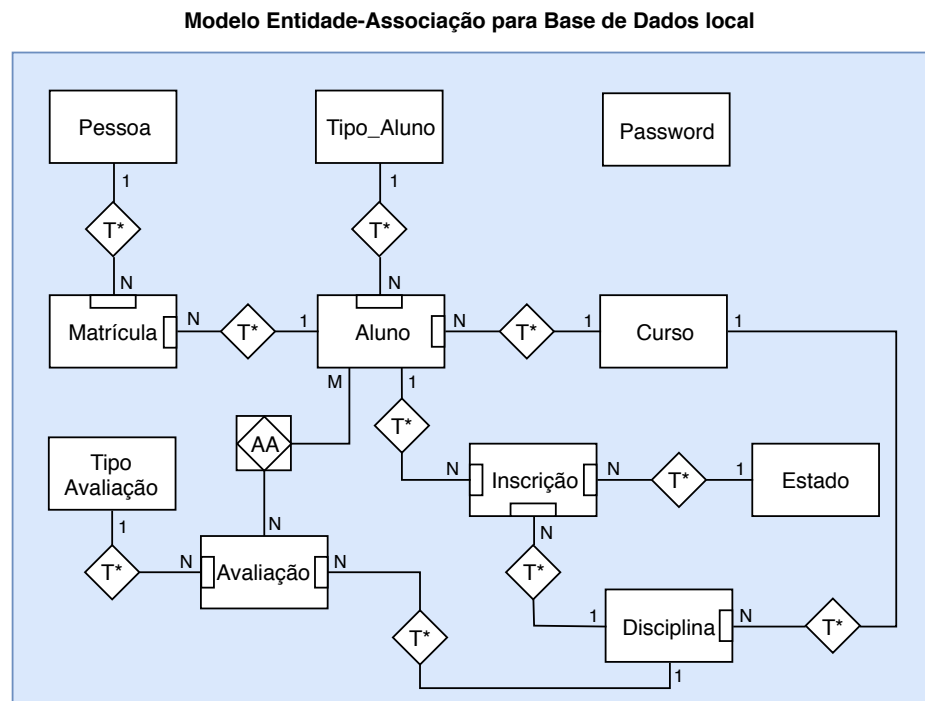 Modelo Entidade-Associação para Base de Dados local
Pessoa
Tipo_Aluno
Password
1
1
T*
T*
N
N
Matrícula
N
T*
1
Aluno
N
T*
1
Curso
1
M
1
AA
T*
Tipo
Avaliação
N
Inscrição
N
T*
1
Estado
1
N
N
T*
N
Avaliação
N
T*
1
Disciplina
N
T*
T*
1